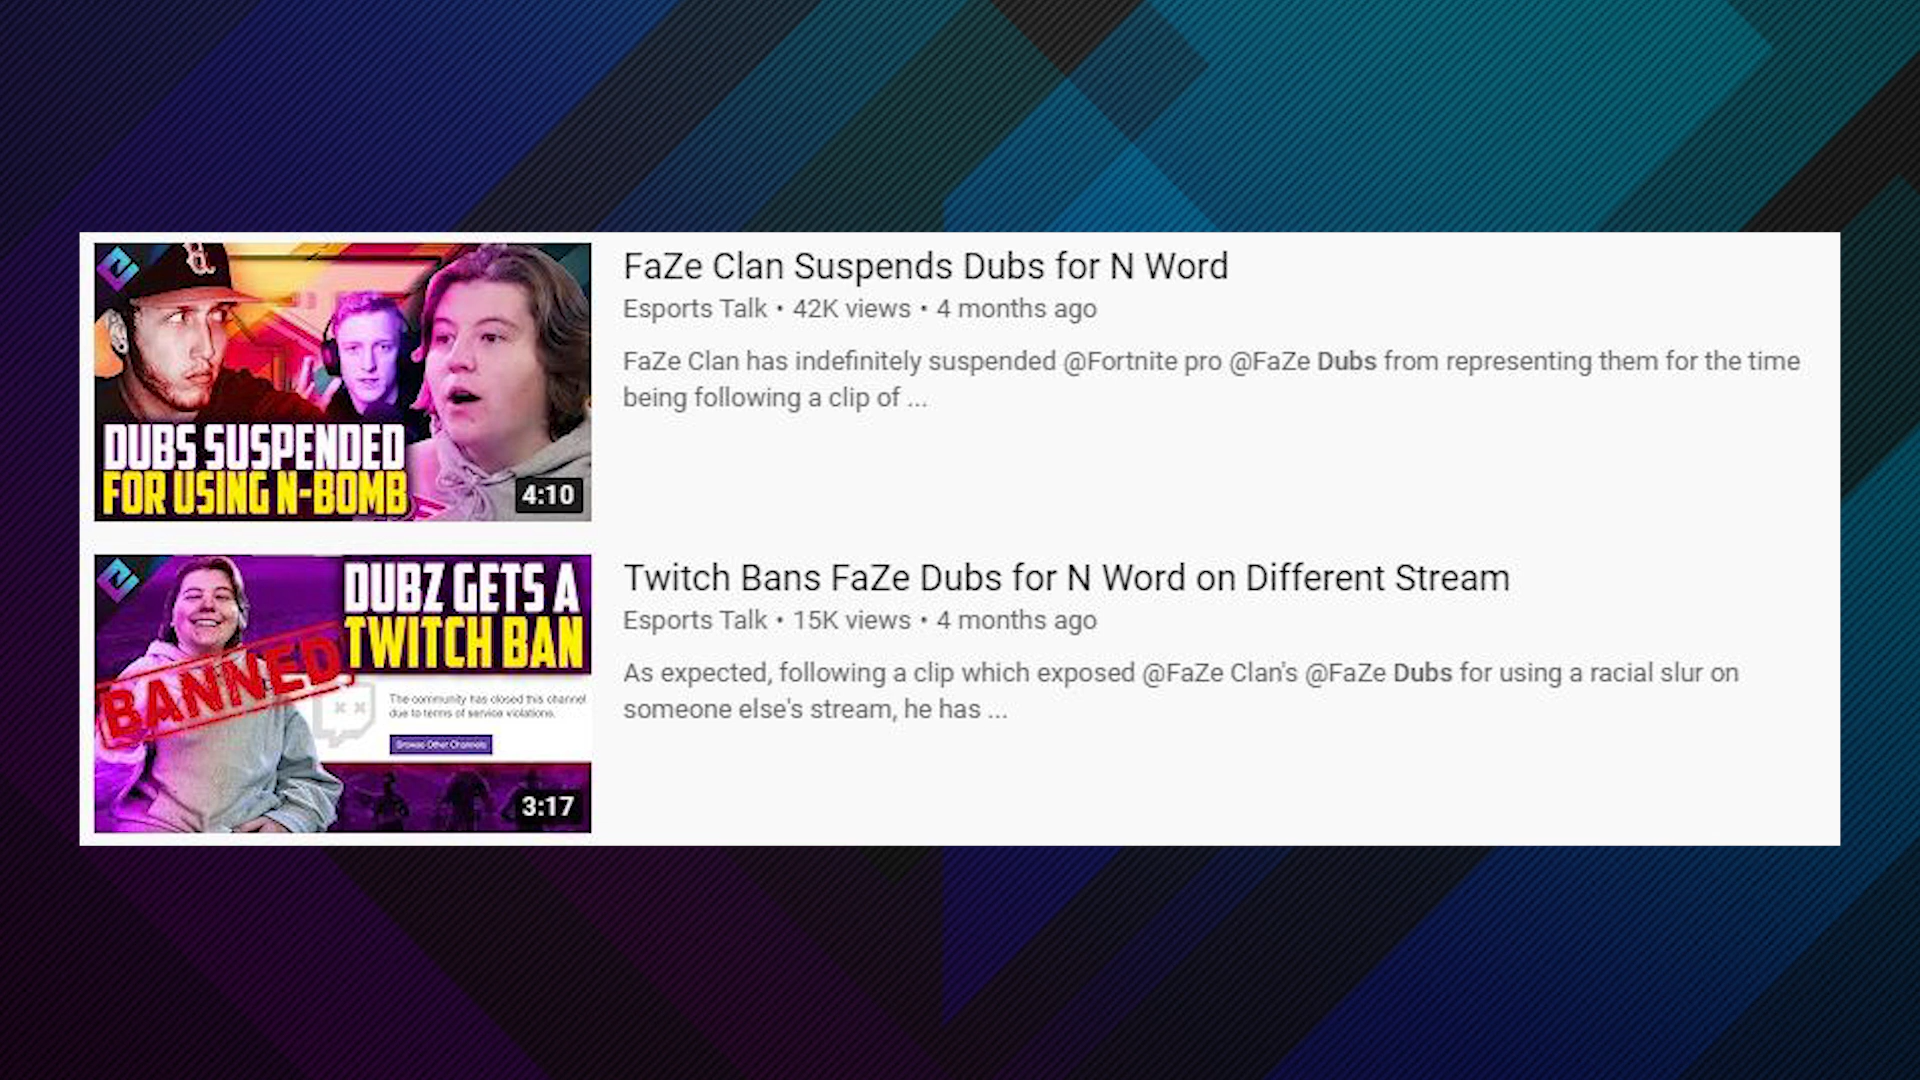 FaZe Clan Suspends Dubs for N Word
Esports Talk • 42K views • 4 months ago
FaZe Clan has indefinitely suspended @Fortnite pro @FaZe Dubs from representing them for the time
being following a clip of ...
DUBS SUSPENDED
FOR USING N-BOMB
4:10
Twitch Bans FaZe Dubs for N Word on Different Stream
Esports Talk • 15K views • 4 months ago
As expected, following a clip which exposed @FaZe Clan's @FaZe Dubs for using a racial slur on
someone else's stream, he has ...
DUBZ GETS A
TWITCH BAN
BANNED
The community has closed this channel
due to terms of service violations.
Browse Other Channels
3:17